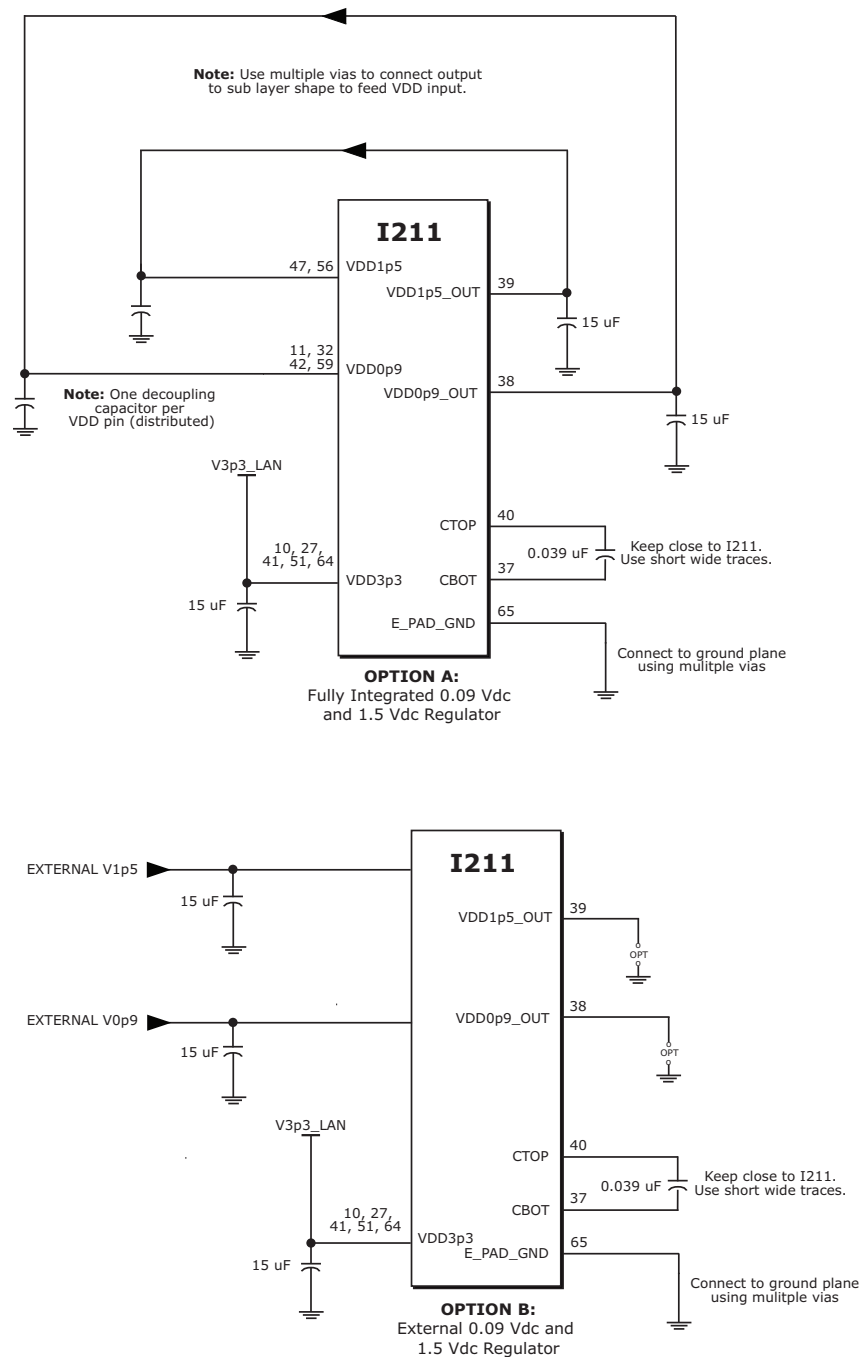 Note: Use multiple vias to connect output
to sub layer shape to feed VDD input.
I211
47, 56
VDD1p5
39
VDD1p5_OUT
15 uF
11, 32
42, 59
VDD0p9
38
VDD0p9_OUT
Note: One decoupling
capacitor per
VDD pin (distributed)
15 uF
V3p3_LAN
40
CTOP
10, 27,
41, 51, 64
0.039 uF
Keep close to I211.
Use short wide traces.
VDD3p3
37
CBOT
15 uF
65
E_PAD_GND
Connect to ground plane
using mulitple vias
OPTION A:
Fully Integrated 0.09 Vdc
and 1.5 Vdc Regulator
I211
EXTERNAL V1p5
15 uF
39
VDD1p5_OUT
OPT
EXTERNAL V0p9
38
VDD0p9_OUT
15 uF
OPT
V3p3_LAN
40
CTOP
0.039 uF
Keep close to I211.
Use short wide traces.
37
CBOT
10, 27,
41, 51, 64
VDD3p3
65
E_PAD_GND
15 uF
Connect to ground plane
using mulitple vias
OPTION B:
External 0.09 Vdc and
1.5 Vdc Regulator